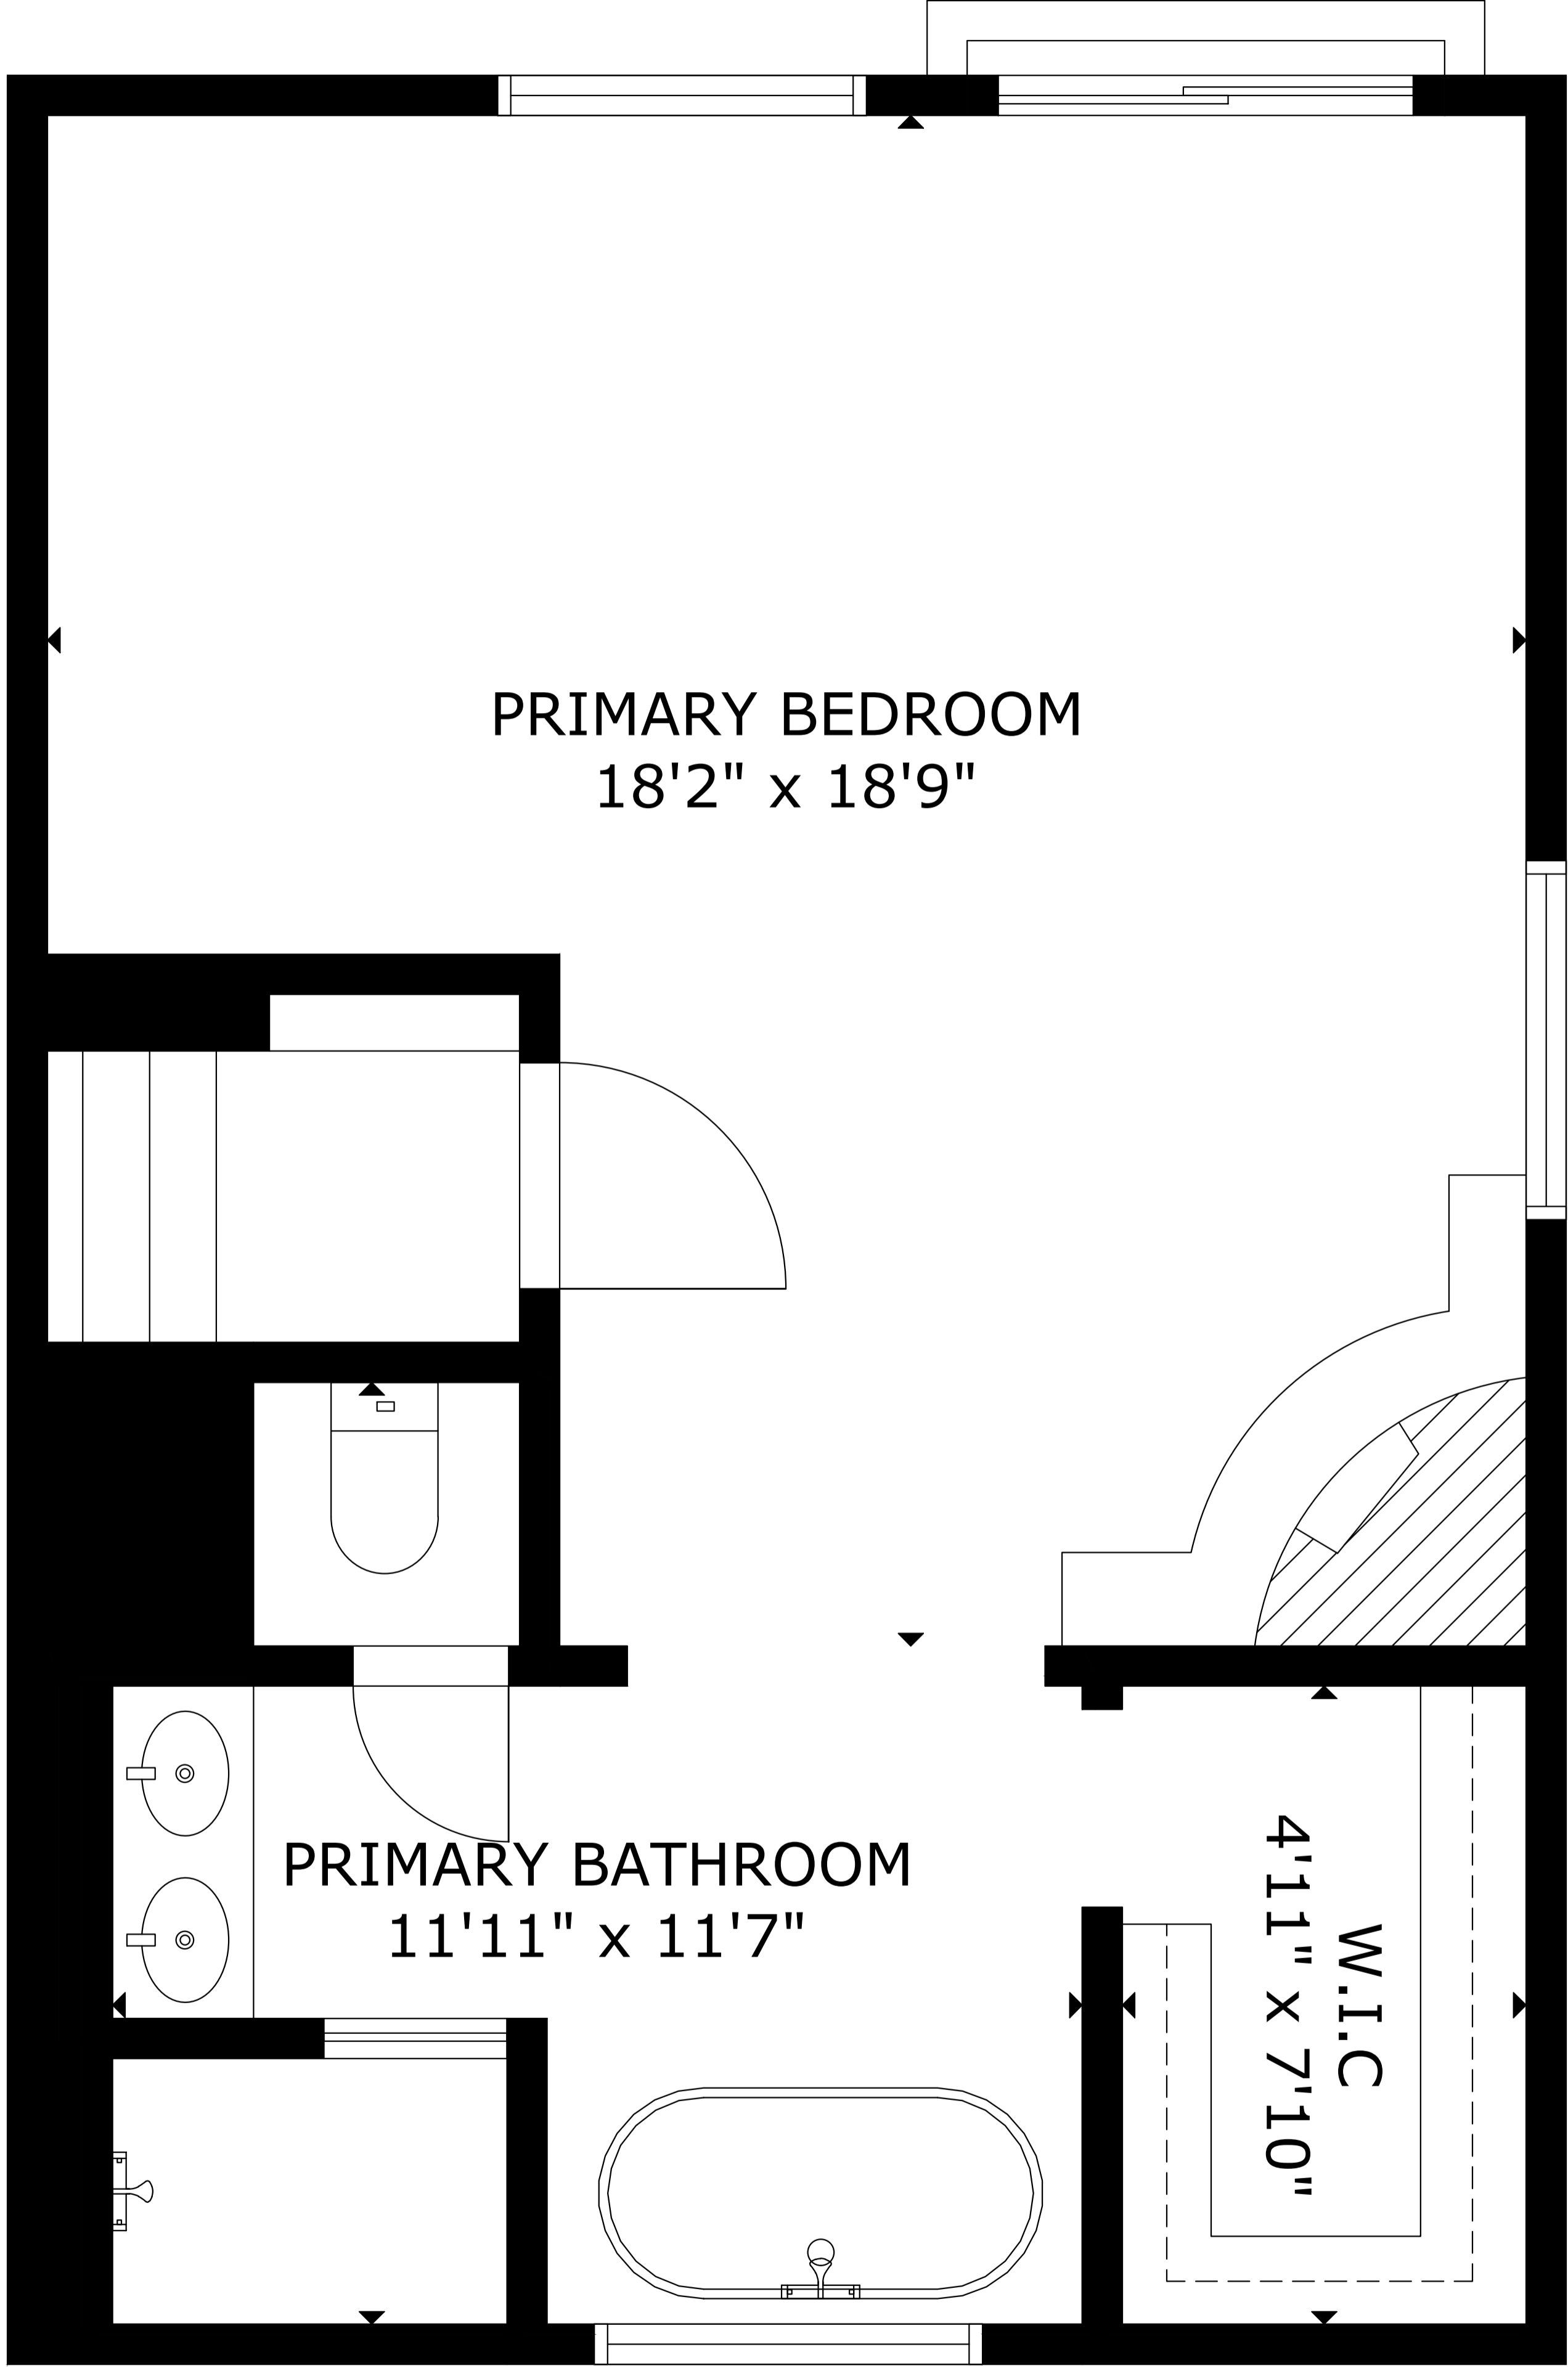 PRIMARY BEDROOM
18'2" x 18'9"
PRIMARY BATHROOM
11'11" x 11'7"
W.I.C
4'11" x 7'10"